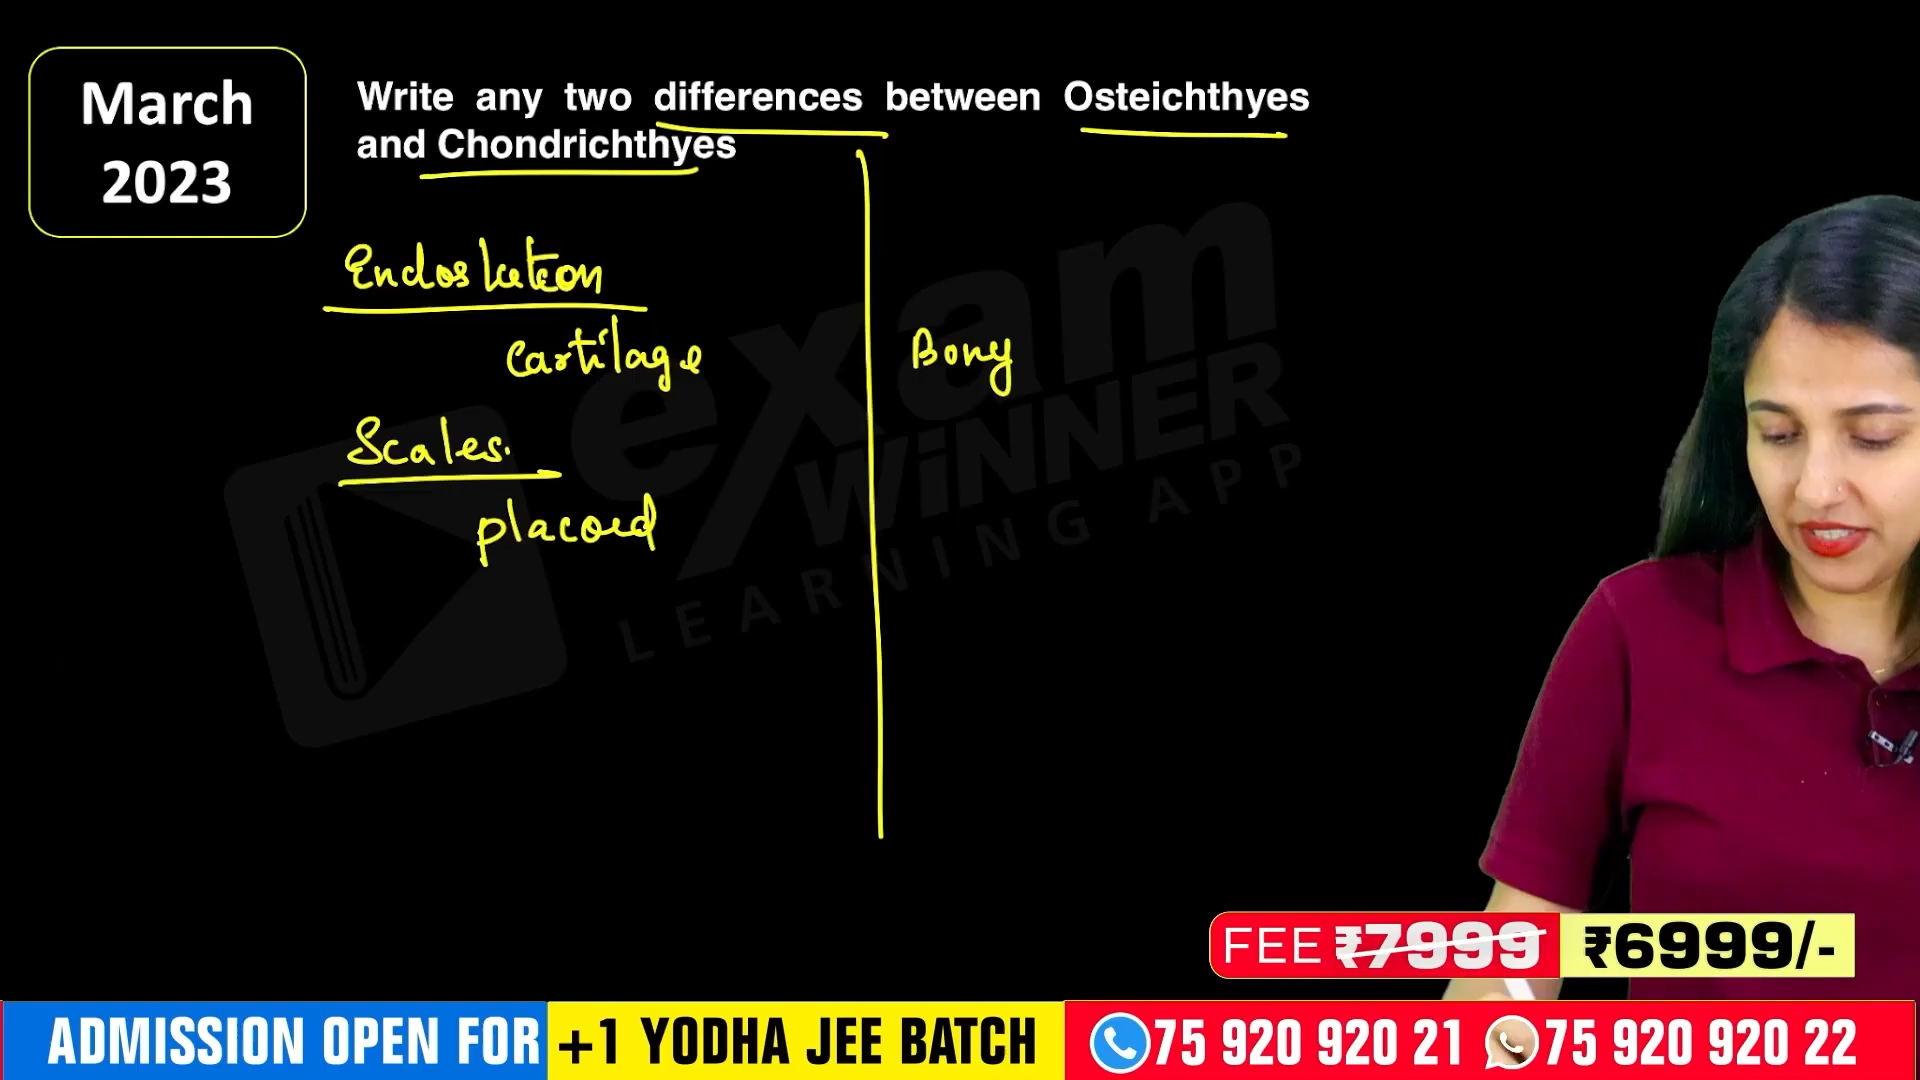 March
2023
Write any two differences between Osteichthyes
and Chondrichthyes
Endoskeleton
Cartilage
Bony
Scales.
placoid
exam
WiNNER
LEARNING APP
FEE ₹7999 ₹6999/-
ADMISSION OPEN FOR +1 YODHA JEE BATCH 75 920 920 21 75 920 920 22